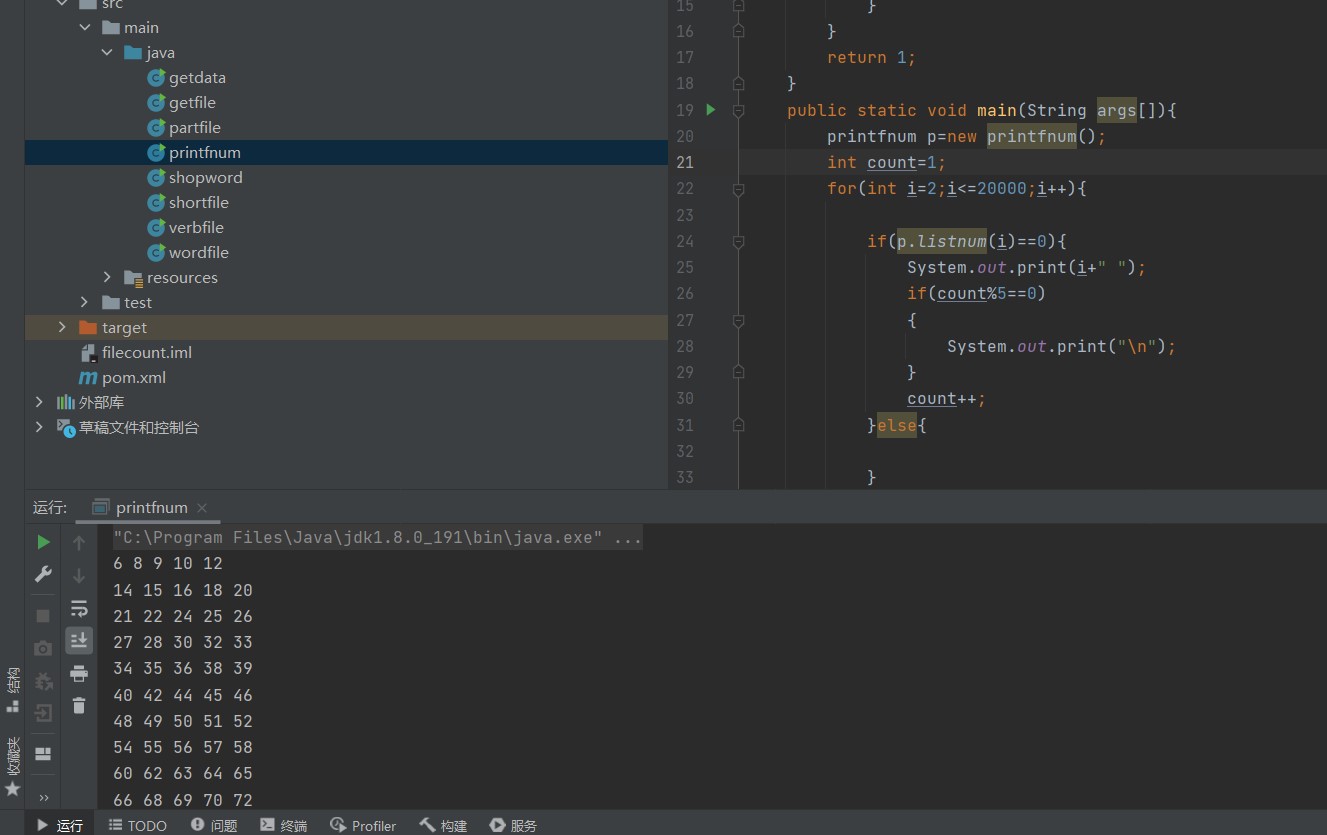 src
main
java
getdata
getfile
partfile
printfnum
shopword
shortfile
verbfile
wordfile
resources
test
target
filecount.iml
pom.xml
外部库
草稿文件和控制台
15 }
16 }
17 return 1;
18 }
19 public static void main(String args[]){
20 printfnum p=new printfnum();
21 int count=1;
22 for(int i=2;i<=20000;i++){
23
24 if(p.listnum(i)==0){
25 System.out.print(i+" ");
26 if(count%5==0)
27 {
28 System.out.print("\n");
29 }
30 count++;
31 }else{
32
33 }
运行: printfnum
"C:\Program Files\Java\jdk1.8.0_191\bin\java.exe" ...
6 8 9 10 12
14 15 16 18 20
21 22 24 25 26
27 28 30 32 33
34 35 36 38 39
40 42 44 45 46
48 49 50 51 52
54 55 56 57 58
60 62 63 64 65
66 68 69 70 72
结构
收藏夹
运行 TODO 问题 终端 Profiler 构建 服务